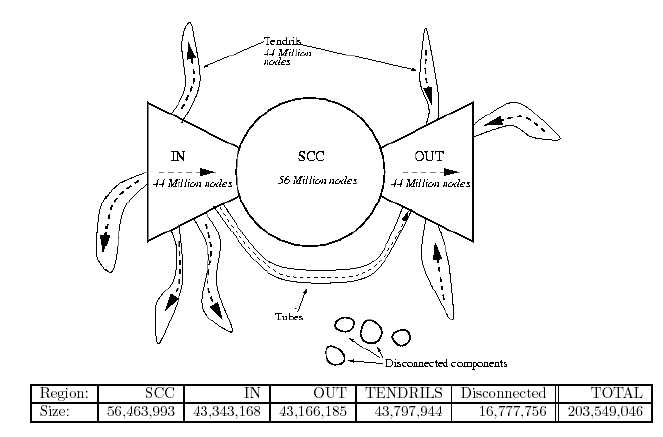 Tendrils
44 Million
nodes
IN
44 Million nodes
SCC
56 Million nodes
OUT
44 Million nodes
Tubes
Disconnected components
Region: SCC IN OUT TENDRILS Disconnected TOTAL
Size: 56,463,993 43,343,168 43,166,185 43,797,944 16,777,756 203,549,046